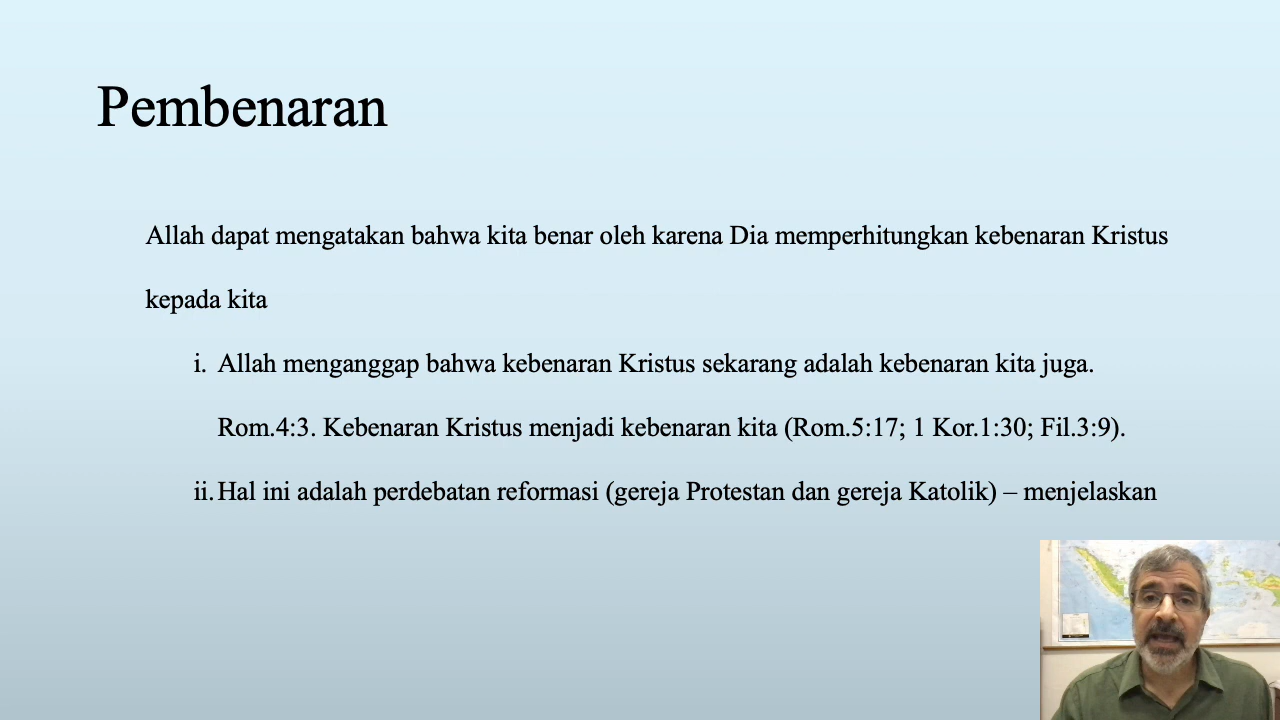 Pembenaran
Allah dapat mengatakan bahwa kita benar oleh karena Dia memperhitungkan kebenaran Kristus
kepada kita
i. Allah menganggap bahwa kebenaran Kristus sekarang adalah kebenaran kita juga.
Rom.4:3. Kebenaran Kristus menjadi kebenaran kita (Rom.5:17; 1 Kor.1:30; Fil.3:9).
ii. Hal ini adalah perdebatan reformasi (gereja Protestan dan gereja Katolik) – menjelaskan